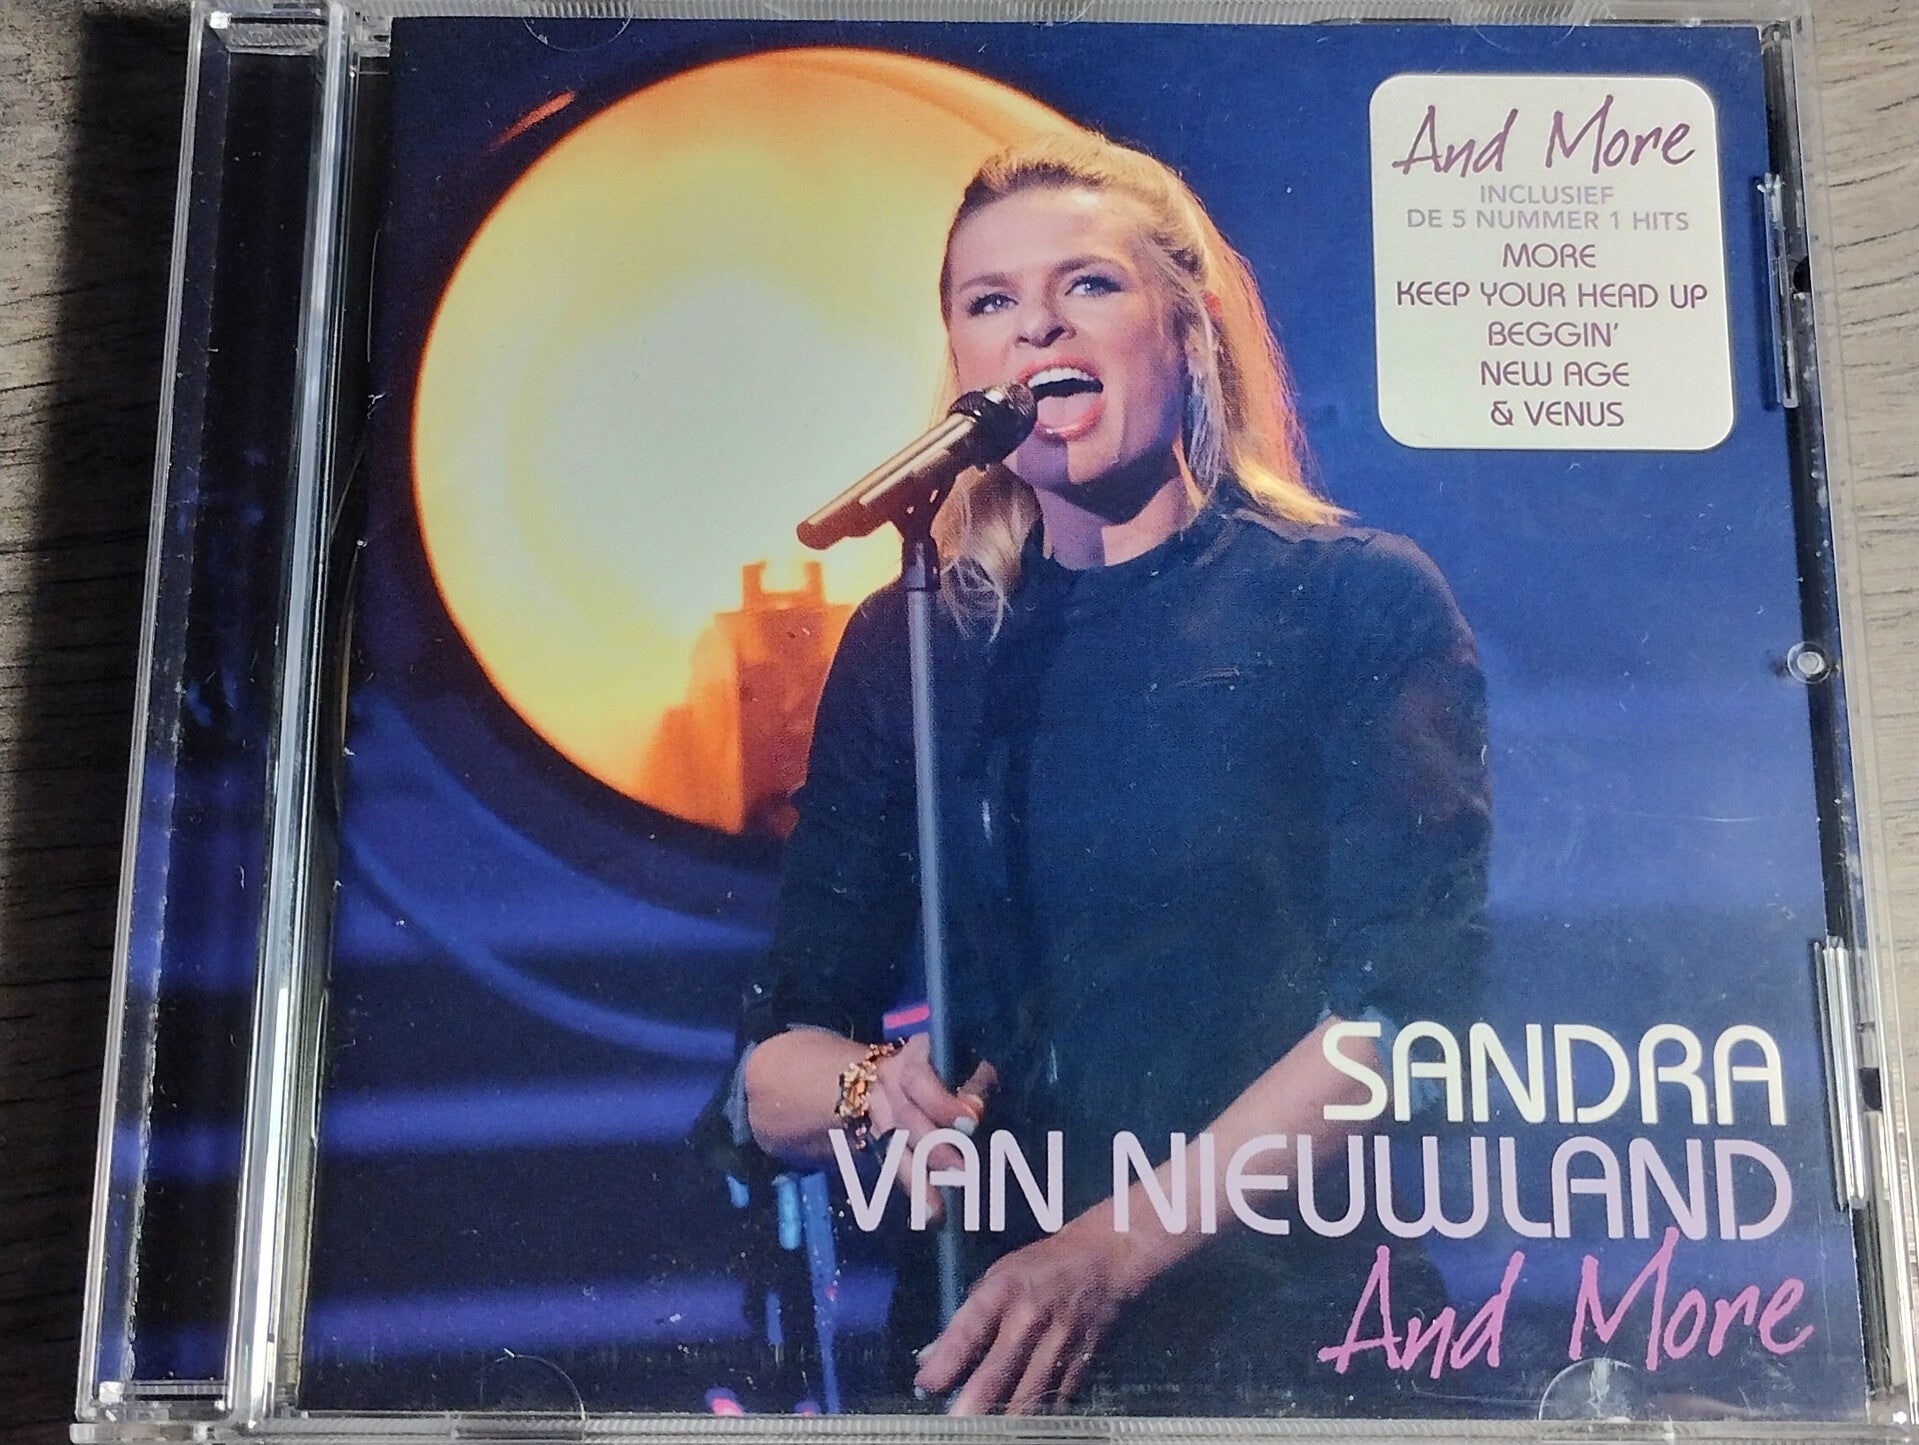 And More
INCLUSIEF
DE 5 NUMMER 1 HITS
MORE
KEEP YOUR HEAD UP
BEGGIN'
NEW AGE
& VENUS
SANDRA
VAN NIEUWLAND
And More